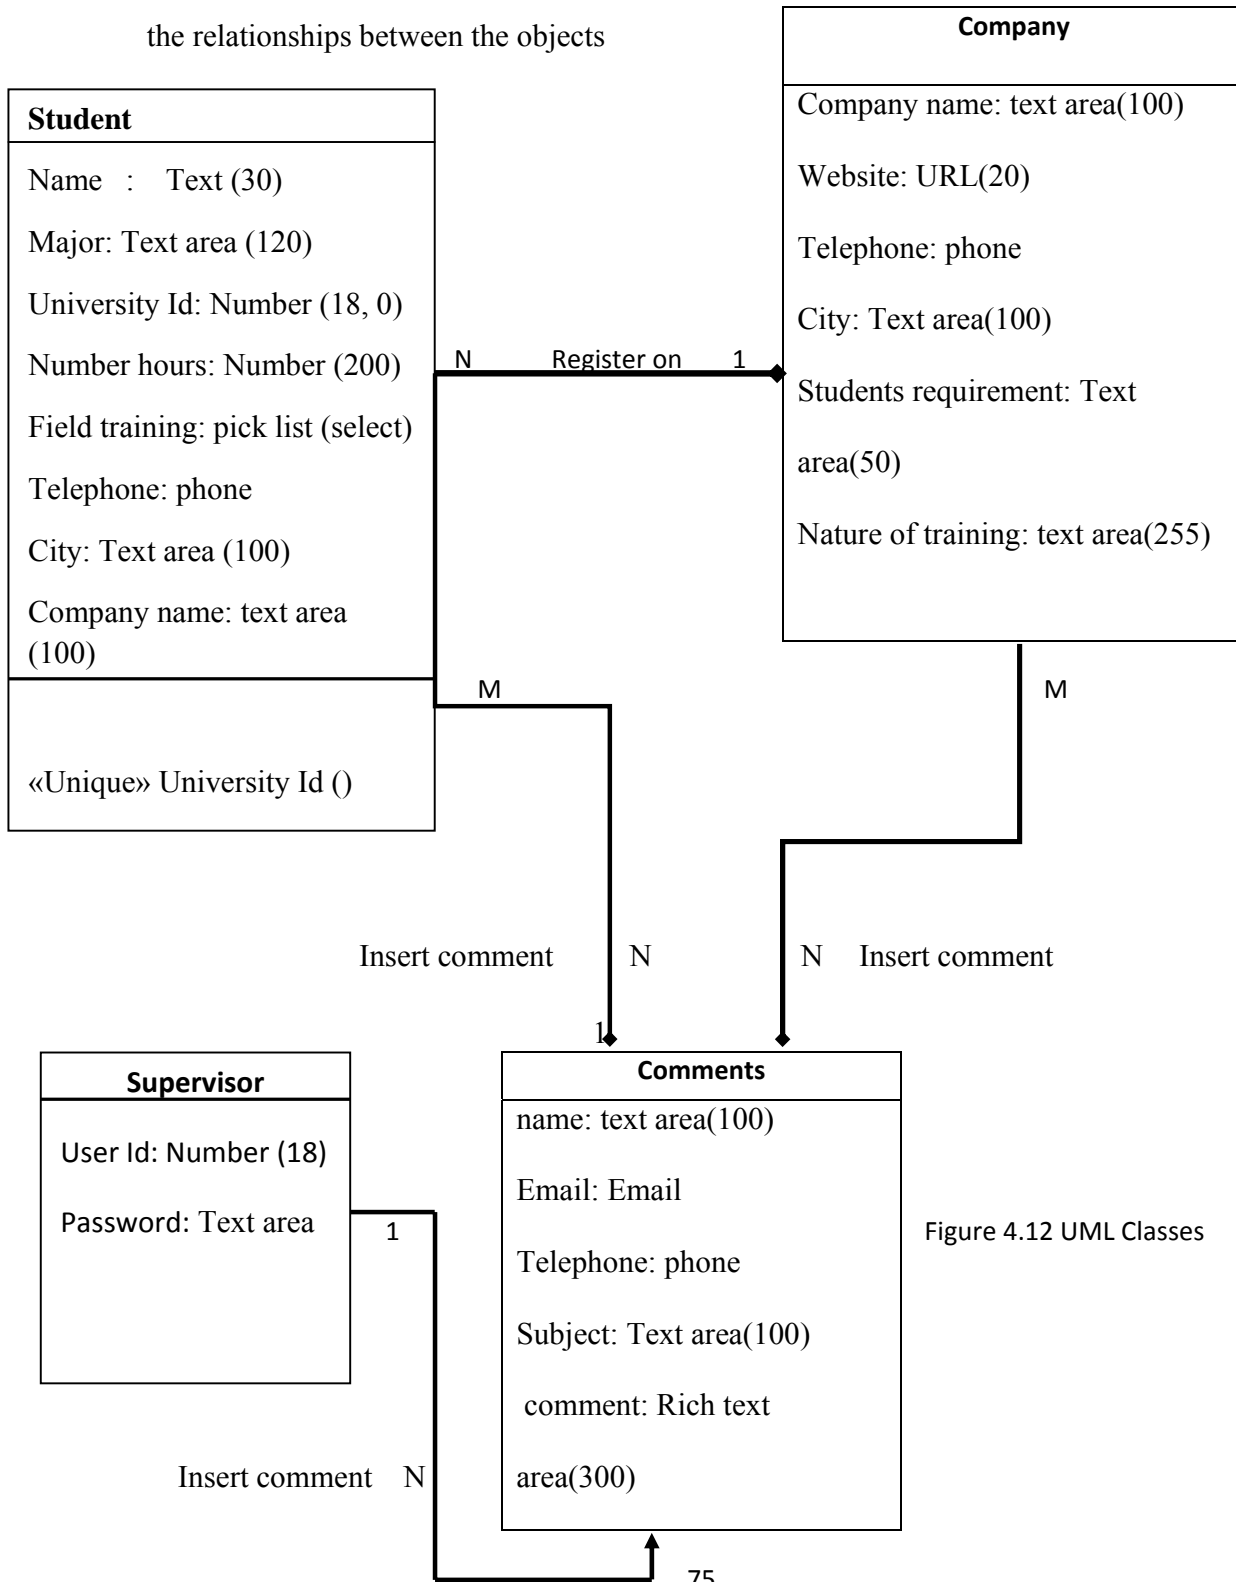 the relationships between the objects
Company
Company name: text area(100)
Website: URL(20)
Telephone: phone
City: Text area(100)
Students requirement: Text
area(50)
Nature of training: text area(255)
Student
Name : Text (30)
Major: Text area (120)
University Id: Number (18, 0)
Number hours: Number (200)
Field training: pick list (select)
Telephone: phone
City: Text area (100)
Company name: text area
(100)
«Unique» University Id ()
N Register on 1
M
M
Insert comment N
N Insert comment
1
Supervisor
User Id: Number (18)
Password: Text area
1
Comments
name: text area(100)
Email: Email
Telephone: phone
Subject: Text area(100)
comment: Rich text
area(300)
Figure 4.12 UML Classes
Insert comment N
75